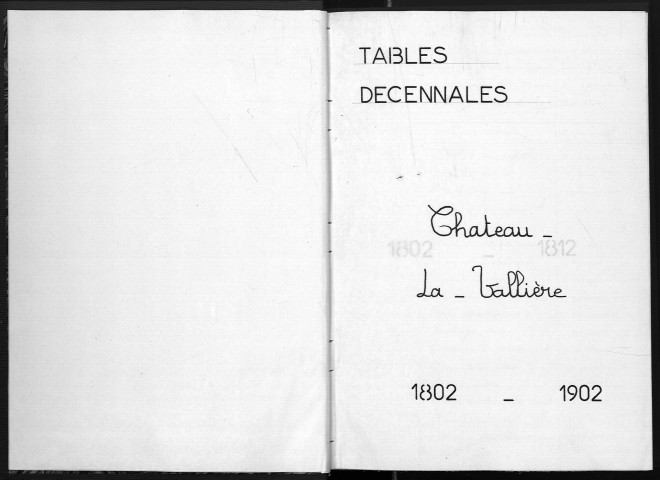 TABLES
DECENNALES
Chateau -
1802 - 1812
La - Vallière
1802 - 1902